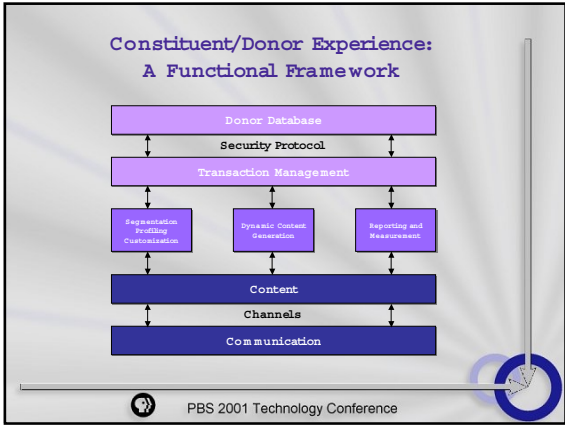 Constituent/Donor Experience:
A Functional Framework
Donor Database
Security Protocol
Transaction Management
Segmentation
Profiling
Customization
Dynamic Content
Generation
Reporting and
Measurement
Content
Channels
Communication
PBS 2001 Technology Conference